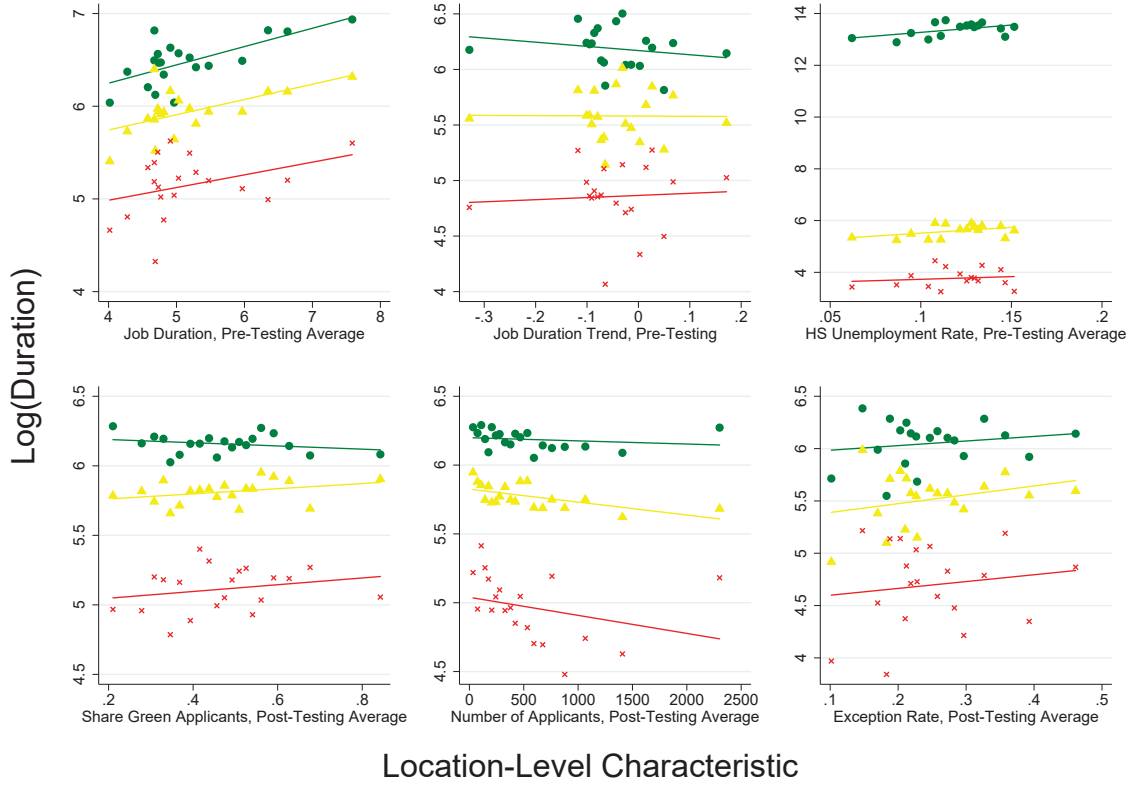 Log(Duration)
7
6
5
4
4 5 6 7 8
Job Duration, Pre-Testing Average
6.5
6
5.5
5
4.5
4
-.3 -.2 -.1 0 .1 .2
Job Duration Trend, Pre-Testing
14
12
10
8
6
4
.05 .1 .15 .2
HS Unemployment Rate, Pre-Testing Average
6.5
6
5.5
5
4.5
.2 .4 .6 .8
Share Green Applicants, Post-Testing Average
6.5
6
5.5
5
4.5
0 500 1000 1500 2000 2500
Number of Applicants, Post-Testing Average
6.5
6
5.5
5
4.5
4
.1 .2 .3 .4 .5
Exception Rate, Post-Testing Average
Location-Level Characteristic